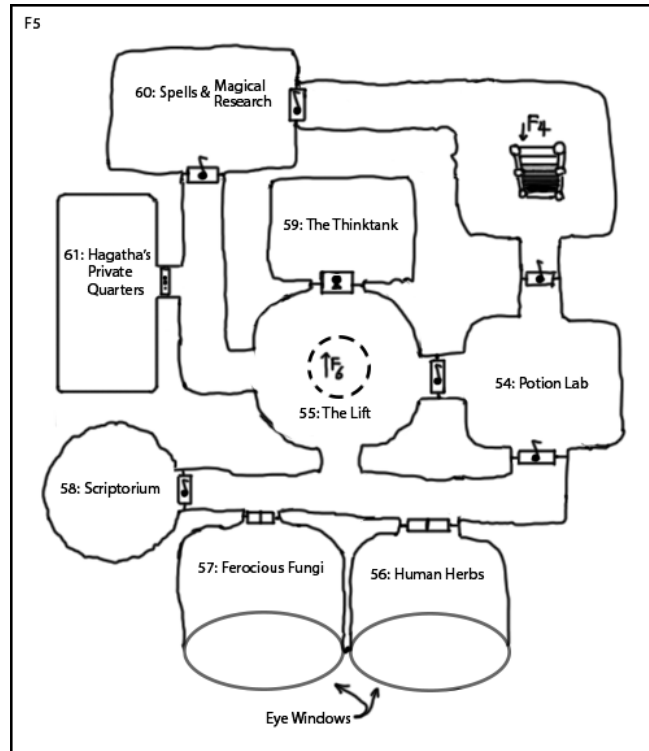 F5
60: Spells & Magical
Research
↓F4
59: The Thinktank
61: Hagatha's
Private
Quarters
↑F6
54: Potion Lab
55: The Lift
58: Scriptorium
57: Ferocious Fungi
56: Human Herbs
Eye Windows